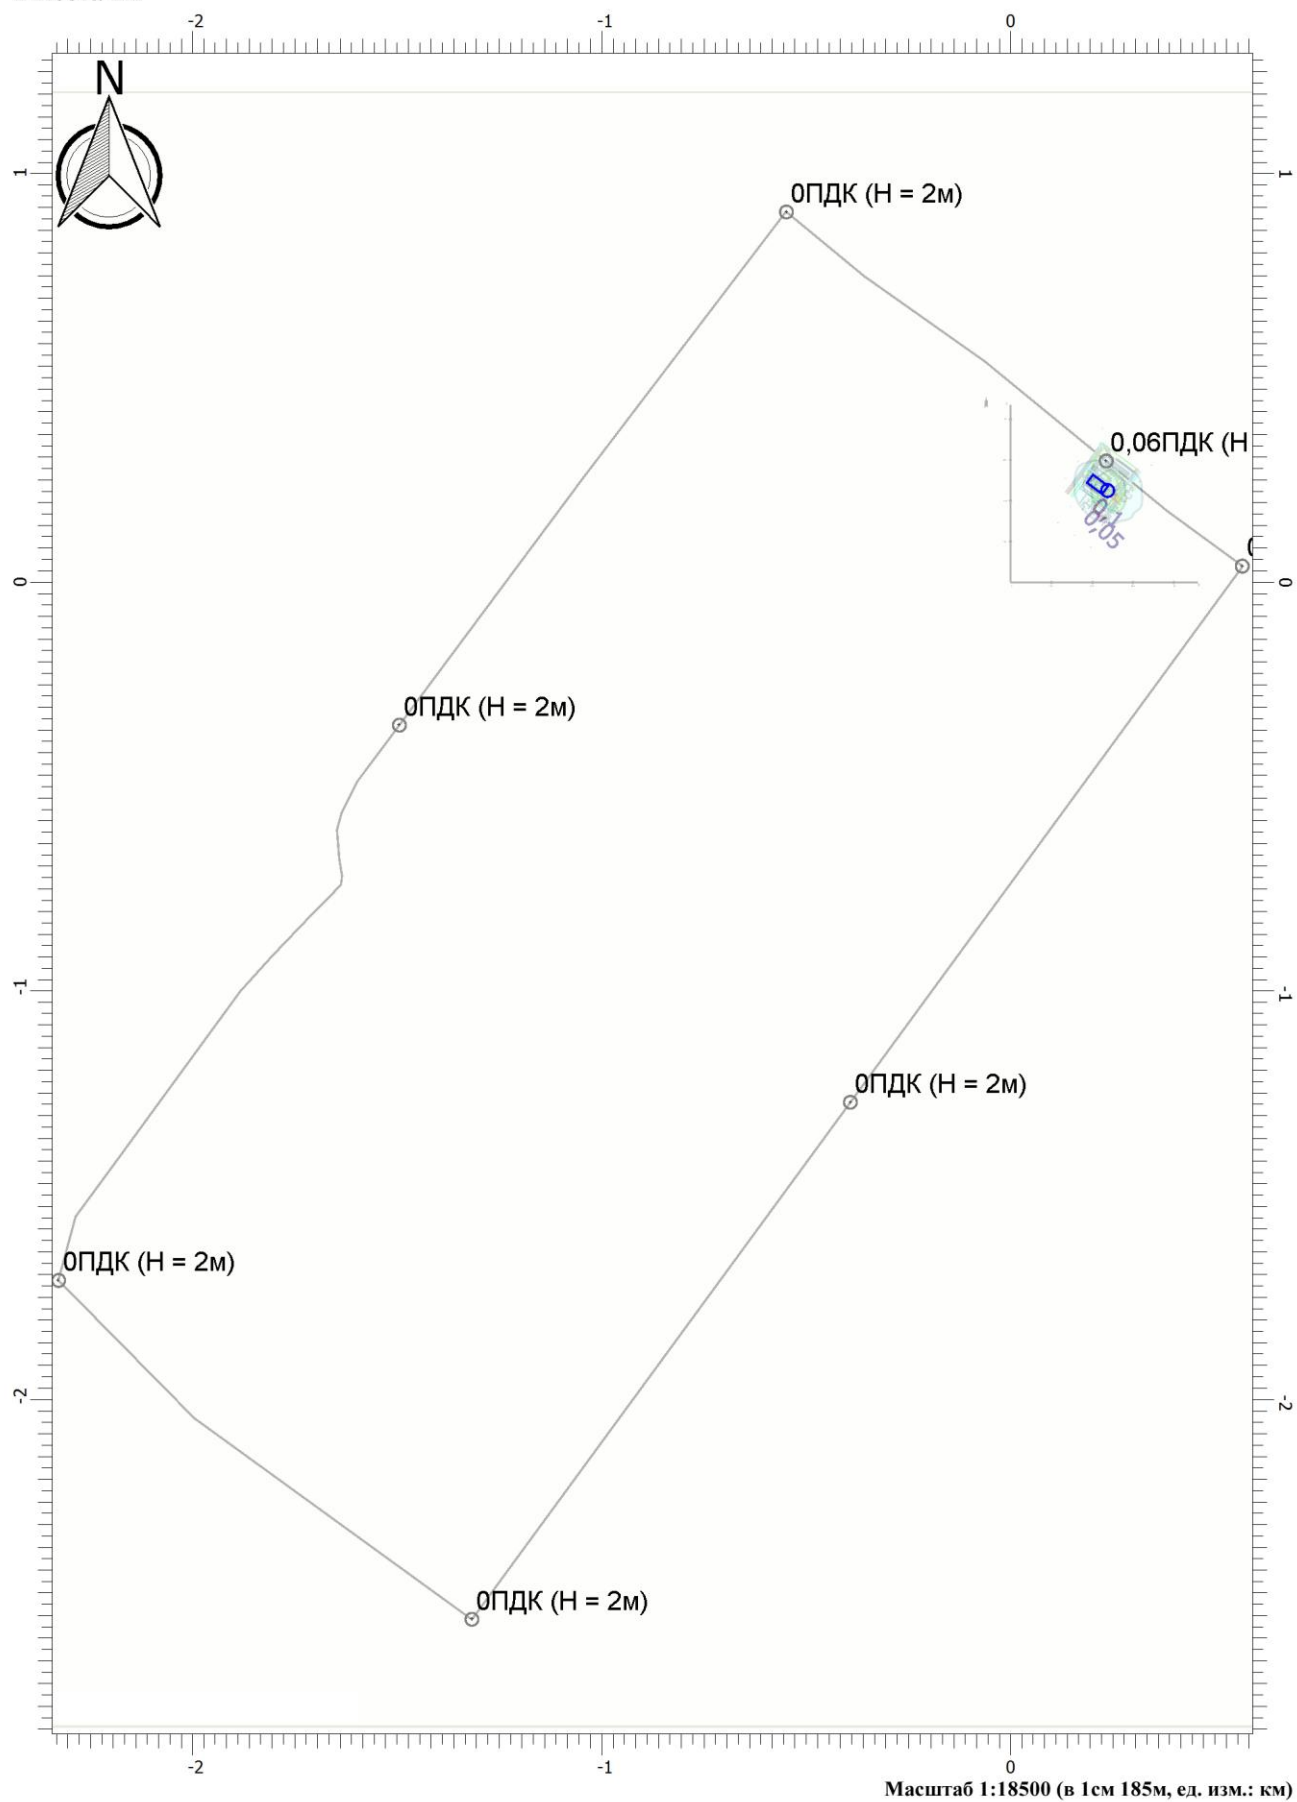 -2 -1 0
N
1 1
0ПДК (Н = 2м)
0,06ПДК (Н
0,1
0,05
0 0
0ПДК (Н = 2м)
-1 -1
0ПДК (Н = 2м)
0ПДК (Н = 2м)
-2 -2
0ПДК (Н = 2м)
-2 -1 0
Масштаб 1:18500 (в 1см 185м, ед. изм.: км)